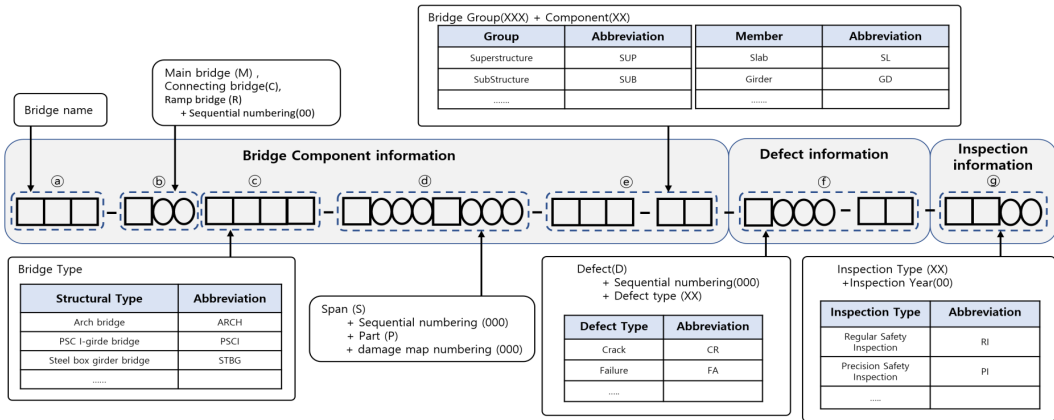 Bridge Group(XXX) + Component(XX)
Group Abbreviation
Superstructure SUP
SubStructure SUB
.......
Member Abbreviation
Slab SL
Girder GD
.......
Main bridge (M) ,
Connecting bridge(C),
Ramp bridge (R)
+ Sequential numbering(00)
Bridge name
Bridge Component information
Defect information
Inspection
information
ⓐ ⓑ ⓒ ⓓ ⓔ ⓕ ⓖ
Bridge Type
Structural Type Abbreviation
Arch bridge ARCH
PSC I-girde bridge PSCI
Steel box girder bridge STBG
......
Span (S)
+ Sequential numbering (000)
+ Part (P)
+ damage map numbering (000)
Defect(D)
+ Sequential numbering(000)
+ Defect type (XX)
Defect Type Abbreviation
Crack CR
Failure FA
.....
Inspection Type (XX)
+Inspection Year(00)
Inspection Type Abbreviation
Regular Safety
Inspection RI
Precision Safety
Inspection PI
.....